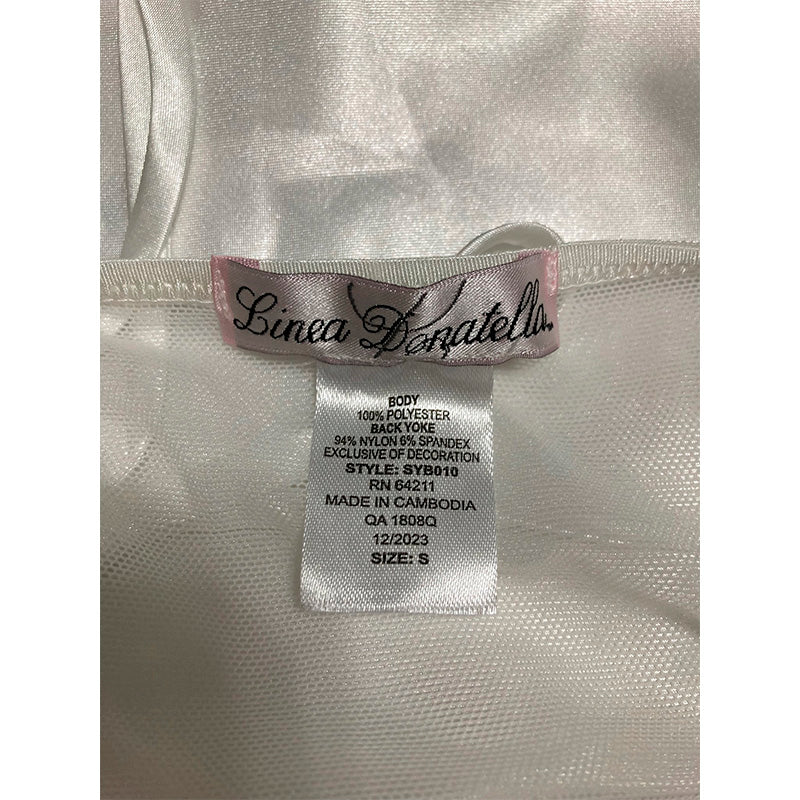 Linea Donatella
BODY
100% POLYESTER
BACK YOKE
94% NYLON 6% SPANDEX
EXCLUSIVE OF DECORATION
STYLE: SYB010
RN 64211
MADE IN CAMBODIA
QA 1808Q
12/2023
SIZE: S